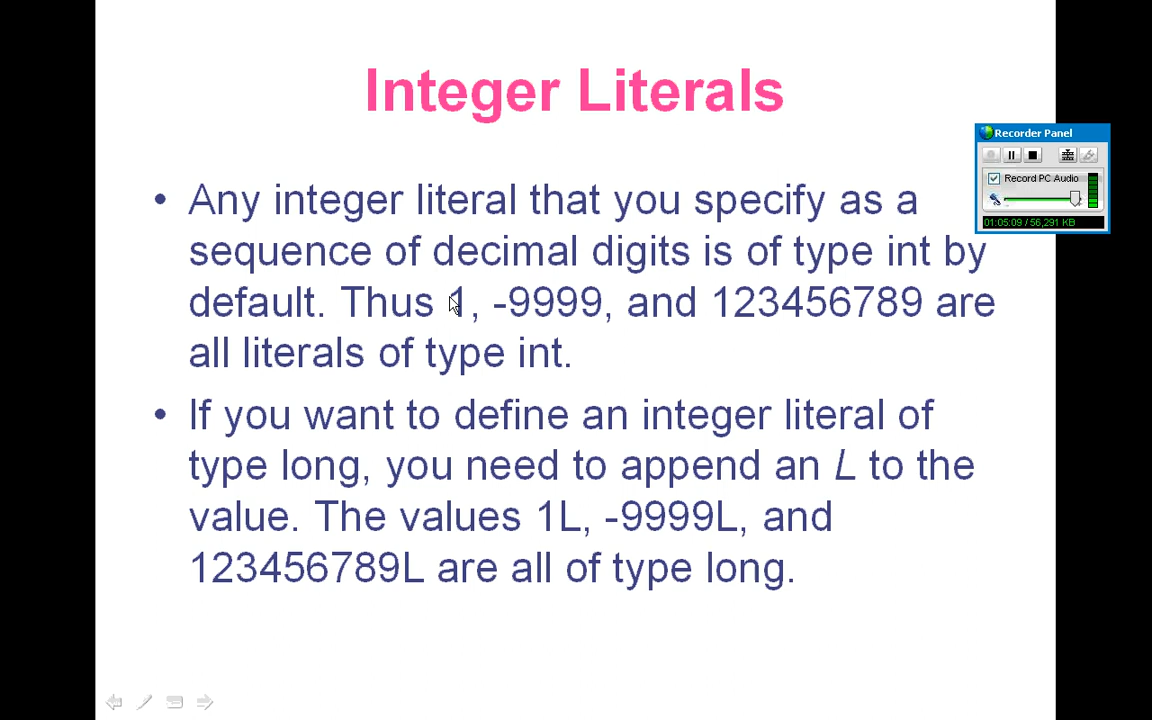 Integer Literals
Recorder Panel
Record PC Audio
01:05:09 / 56,291 KB
• Any integer literal that you specify as a
sequence of decimal digits is of type int by
default. Thus 1, -9999, and 123456789 are
all literals of type int.
• If you want to define an integer literal of
type long, you need to append an L to the
value. The values 1L, -9999L, and
123456789L are all of type long.